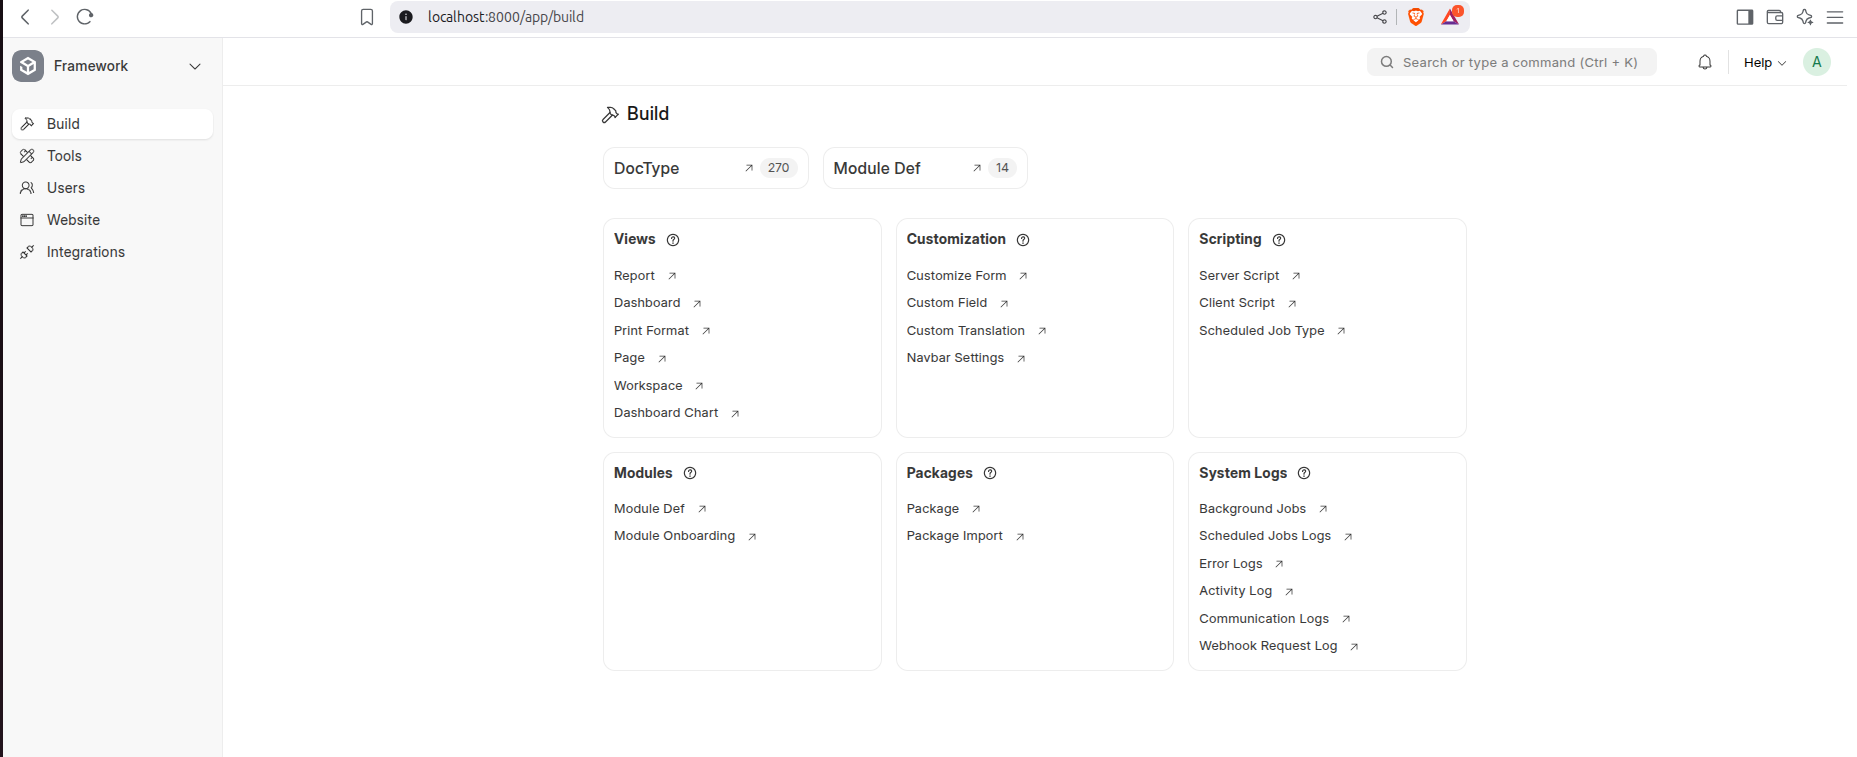 localhost:8000/app/build
1
Framework
Search or type a command (Ctrl + K)
Help
A
Build
Tools
Users
Website
Integrations
Build
DocType 270
Module Def 14
Views
Report
Dashboard
Print Format
Page
Workspace
Dashboard Chart
Customization
Customize Form
Custom Field
Custom Translation
Navbar Settings
Scripting
Server Script
Client Script
Scheduled Job Type
Modules
Module Def
Module Onboarding
Packages
Package
Package Import
System Logs
Background Jobs
Scheduled Jobs Logs
Error Logs
Activity Log
Communication Logs
Webhook Request Log